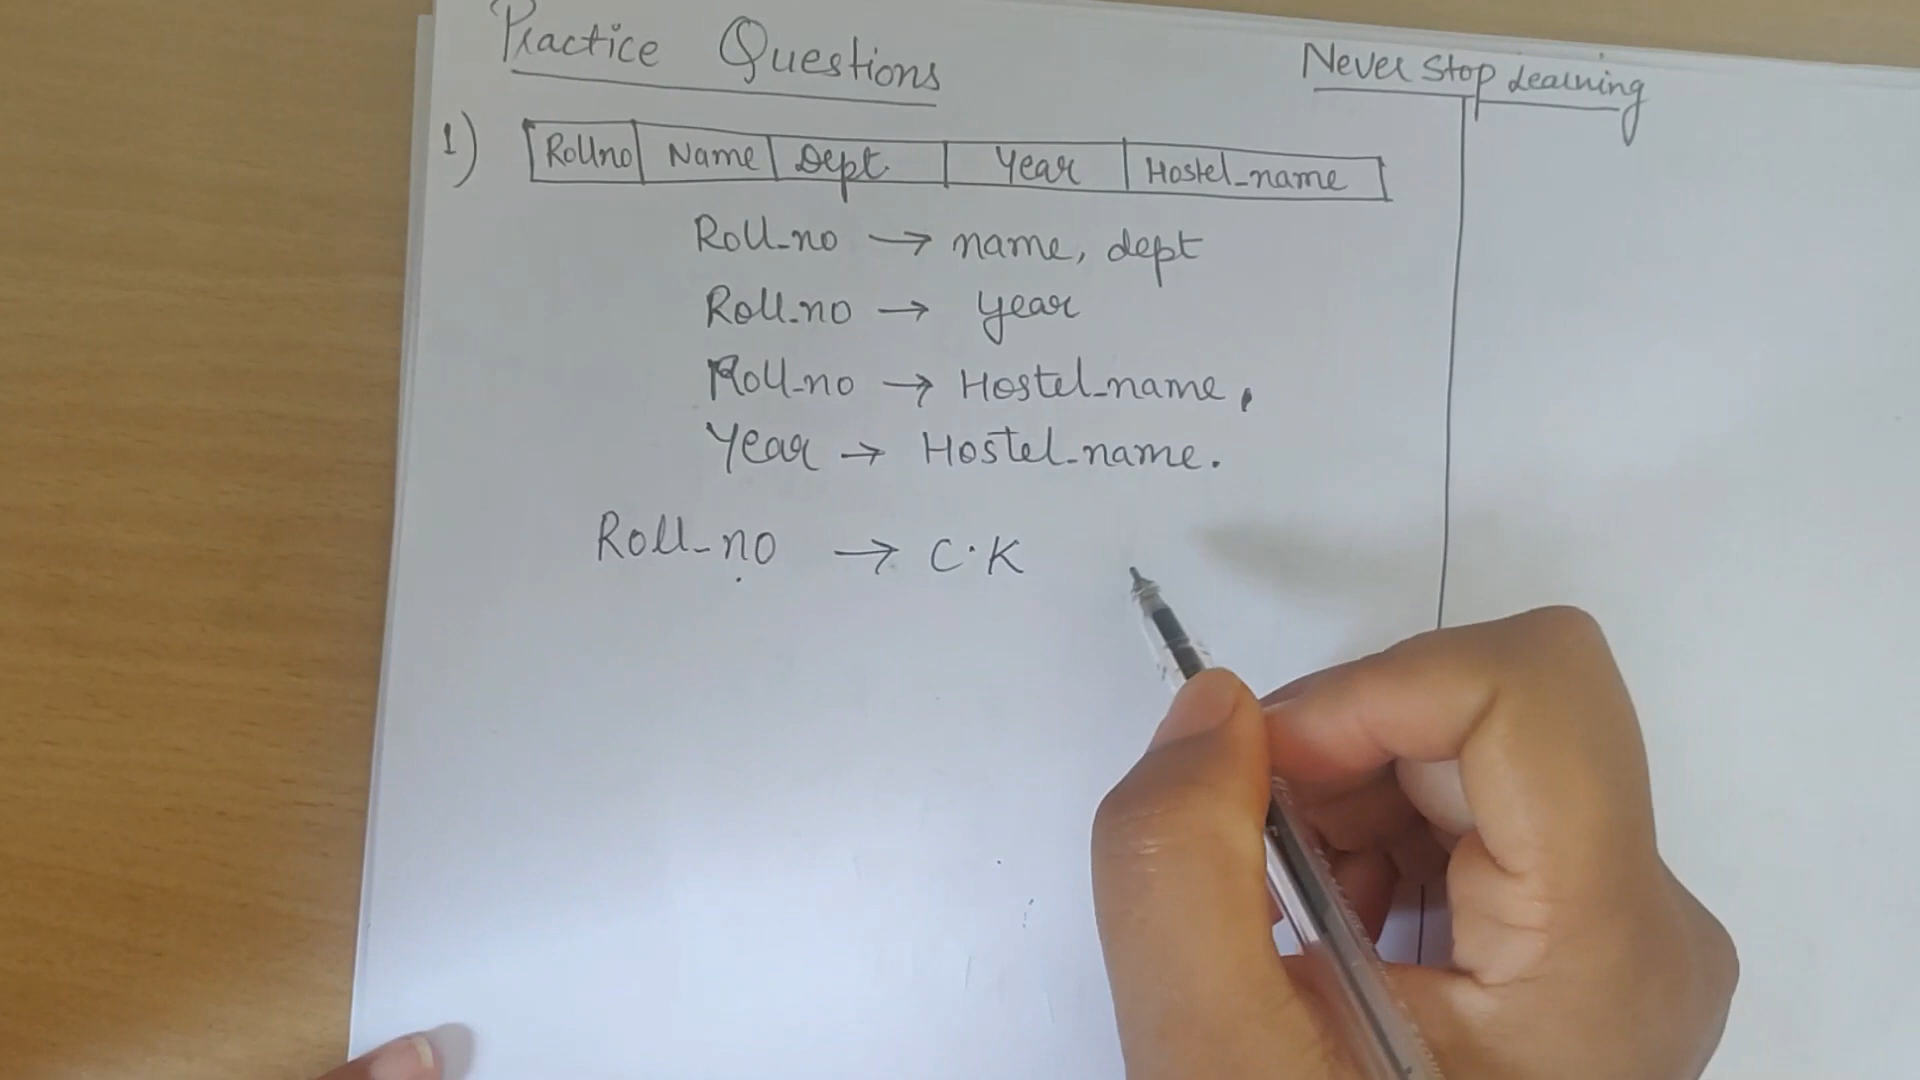 Practice Questions
Never Stop Learning
1) Rollno Name Dept. Year Hostel_name
Roll_no → name, dept
Roll_no → year
Roll_no → Hostel_name,
Year → Hostel_name.
Roll_no → C.K